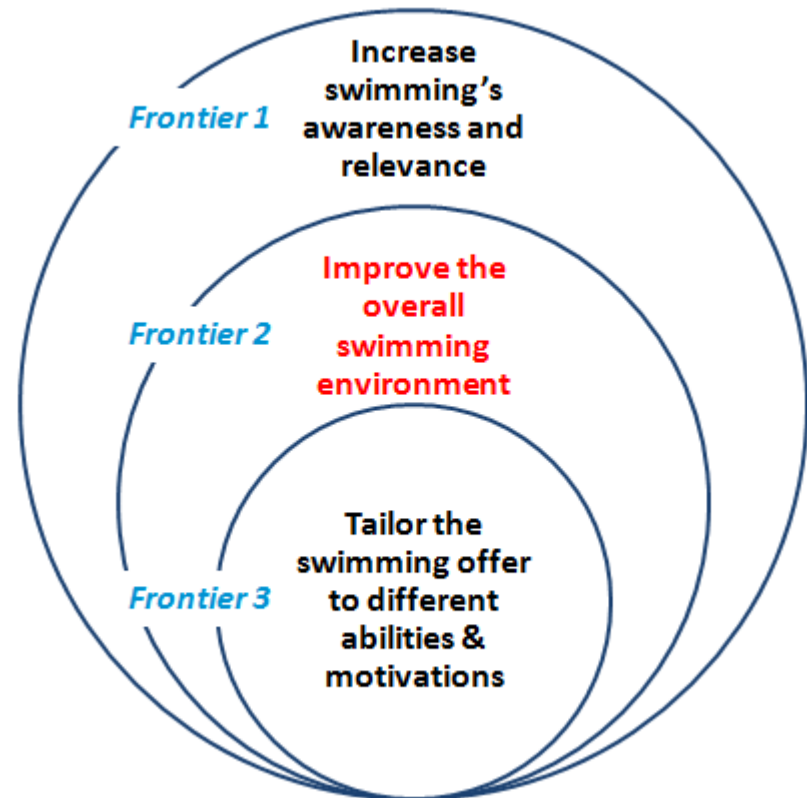 Increase
swimming's
Frontier 1
awareness and
relevance
Improve the
overall
Frontier 2
swimming
environment
Tailor the
swimming offer
Frontier 3
to different
abilities &
motivations